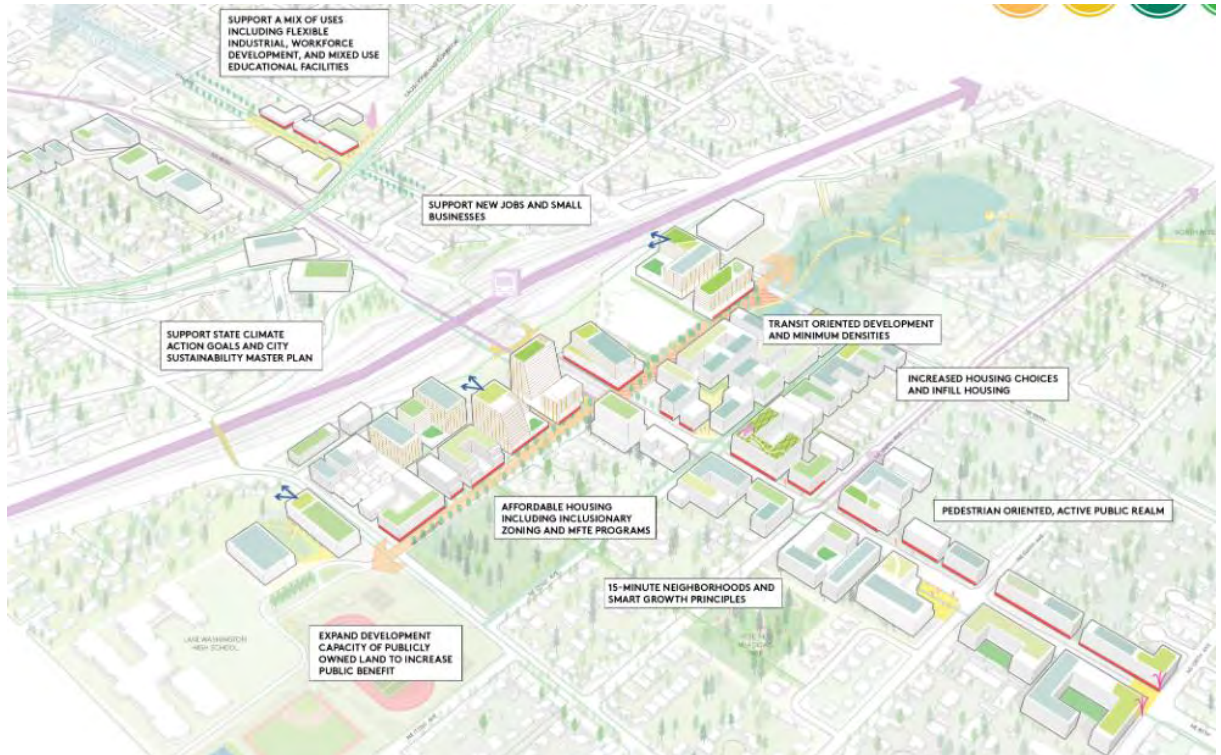 SUPPORT A MIX OF USES
INCLUDING FLEXIBLE
INDUSTRIAL, WORKFORCE
DEVELOPMENT, AND MIXED USE
EDUCATIONAL FACILITIES
SUPPORT NEW JOBS AND SMALL
BUSINESSES
SUPPORT STATE CLIMATE
ACTION GOALS AND CITY
SUSTAINABILITY MASTER PLAN
TRANSIT ORIENTED DEVELOPMENT
AND MINIMUM DENSITIES
INCREASED HOUSING CHOICES
AND INFILL HOUSING
AFFORDABLE HOUSING
INCLUDING INCLUSIONARY
ZONING AND MFTE PROGRAMS
PEDESTRIAN ORIENTED, ACTIVE PUBLIC REALM
15-MINUTE NEIGHBORHOODS AND
SMART GROWTH PRINCIPLES
EXPAND DEVELOPMENT
CAPACITY OF PUBLICLY
OWNED LAND TO INCREASE
PUBLIC BENEFIT
LAKE WASHINGTON
HIGH SCHOOL